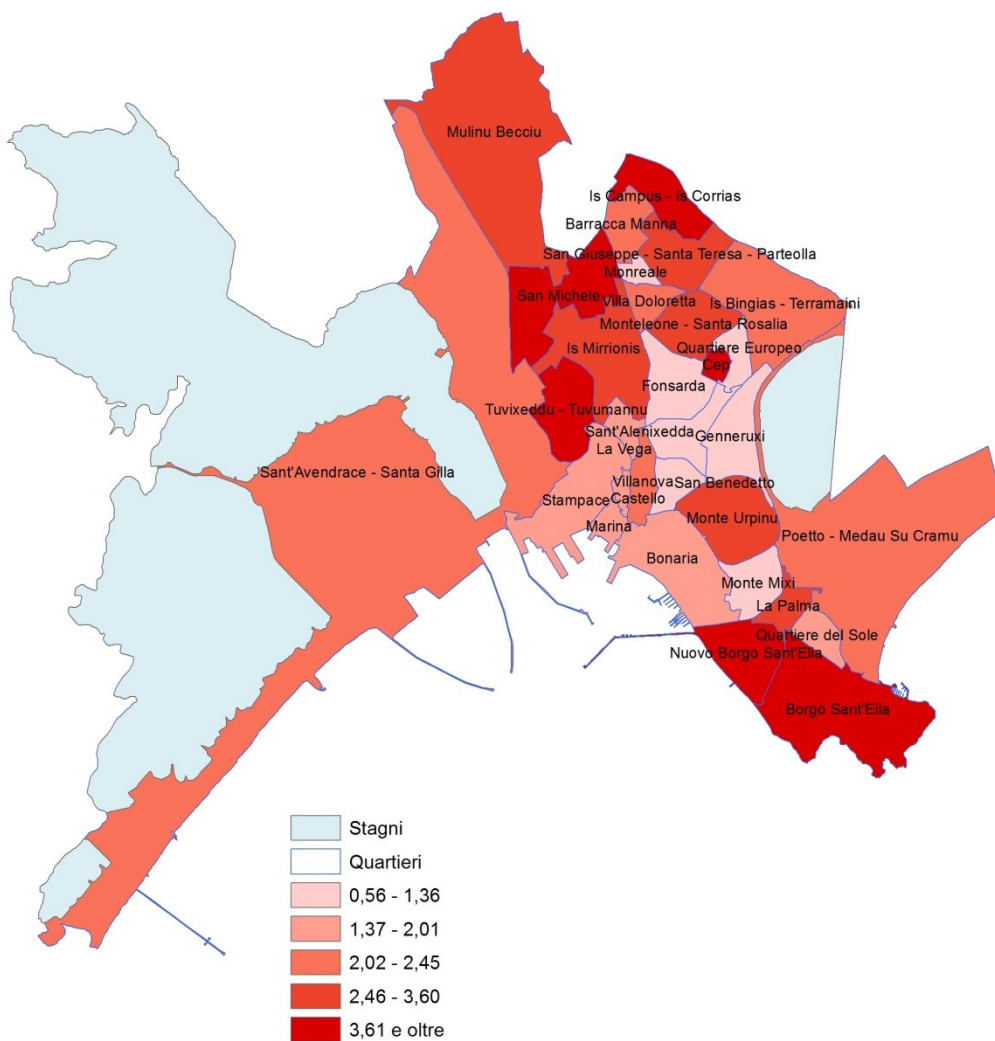 Mulinu Becciu
Is Campus - Is Corrias
Barracca Manna
San Giuseppe - Santa Teresa - Parteolla
Monreale
San Michele
Villa Doloretta
Is Bingias - Terramaini
Monteleone - Santa Rosalia
Is Mirrionis
Quartiere Europeo
Cep
Fonsarda
Tuvixeddu - Tuvumannu
Sant'Alenixedda
Genneruxi
La Vega
Sant'Avendrace - Santa Gilla
Villanova
San Benedetto
Stampace
Castello
Marina
Monte Urpinu
Poetto - Medau Su Cramu
Bonaria
Monte Mixi
La Palma
Quartiere del Sole
Nuovo Borgo Sant'Elia
Borgo Sant'Elia
Stagni
Quartieri
0,56 - 1,36
1,37 - 2,01
2,02 - 2,45
2,46 - 3,60
3,61 e oltre